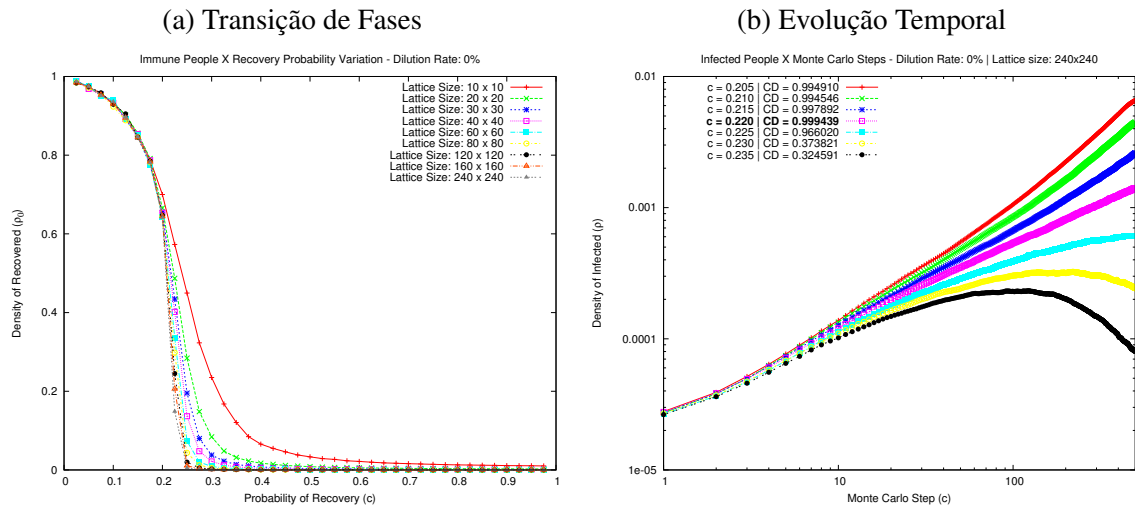 (a) Transição de Fases
Immune People X Recovery Probability Variation - Dilution Rate: 0%
Lattice Size: 10 x 10
Lattice Size: 20 x 20
Lattice Size: 30 x 30
Lattice Size: 40 x 40
Lattice Size: 60 x 60
Lattice Size: 80 x 80
Lattice Size: 120 x 120
Lattice Size: 160 x 160
Lattice Size: 240 x 240
Density of Recovered (ρ₀)
1
0.8
0.6
0.4
0.2
0
0 0.1 0.2 0.3 0.4 0.5 0.6 0.7 0.8 0.9 1
Probability of Recovery (c)
(b) Evolução Temporal
Infected People X Monte Carlo Steps - Dilution Rate: 0% | Lattice size: 240x240
c = 0.205 | CD = 0.994910
c = 0.210 | CD = 0.994546
c = 0.215 | CD = 0.997892
c = 0.220 | CD = 0.999439
c = 0.225 | CD = 0.966020
c = 0.230 | CD = 0.373821
c = 0.235 | CD = 0.324591
Density of Infected (ρ)
0.01
0.001
0.0001
1e-05
1 10 100
Monte Carlo Step (c)